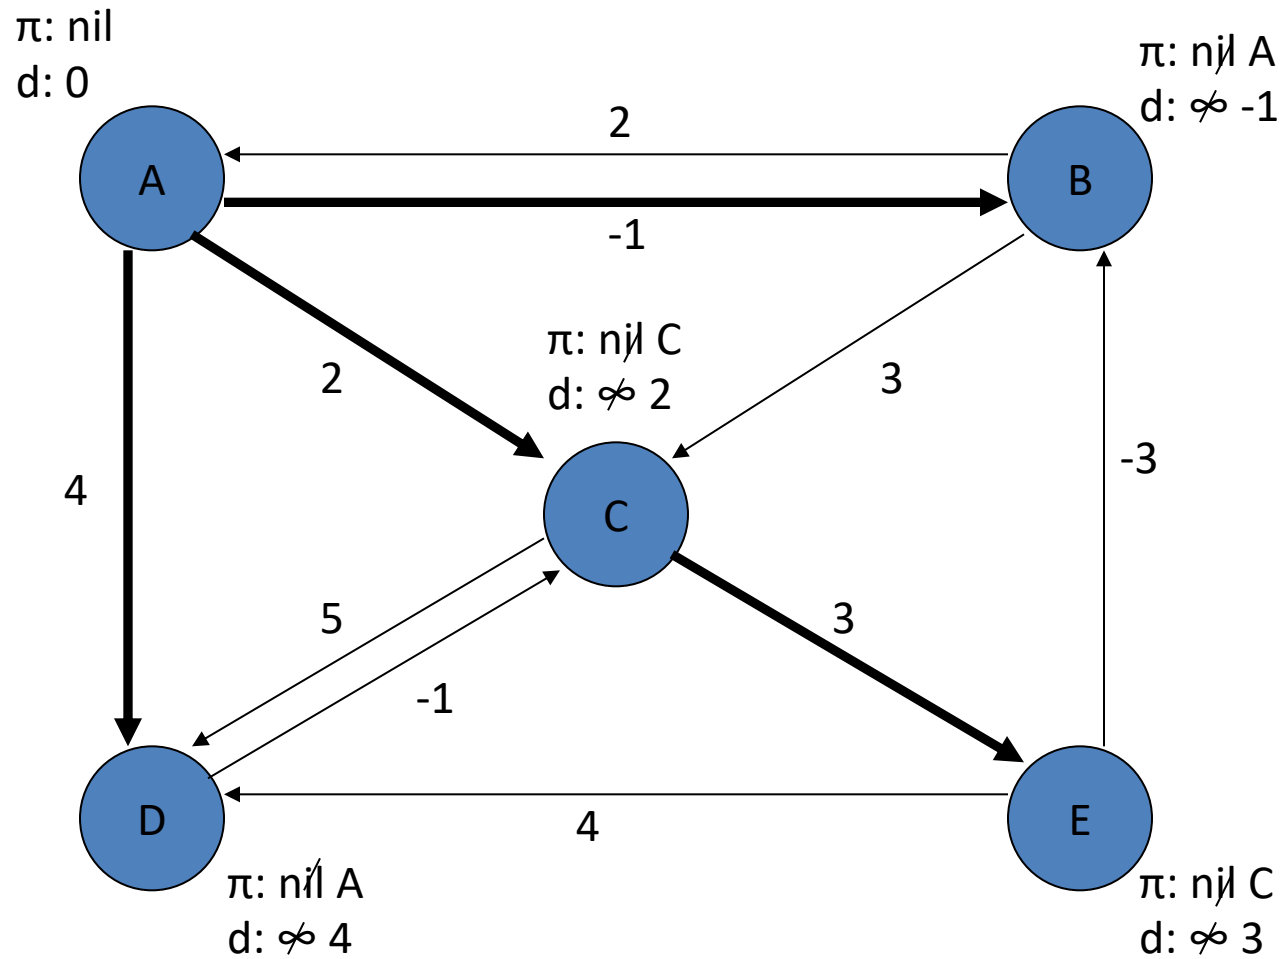 π: nil
d: 0
π: nil A
d: ∞ -1
2
A
B
-1
π: nil C
d: ∞ 2
2
3
-3
4
C
5
3
-1
D
E
4
π: nil A
d: ∞ 4
π: nil C
d: ∞ 3